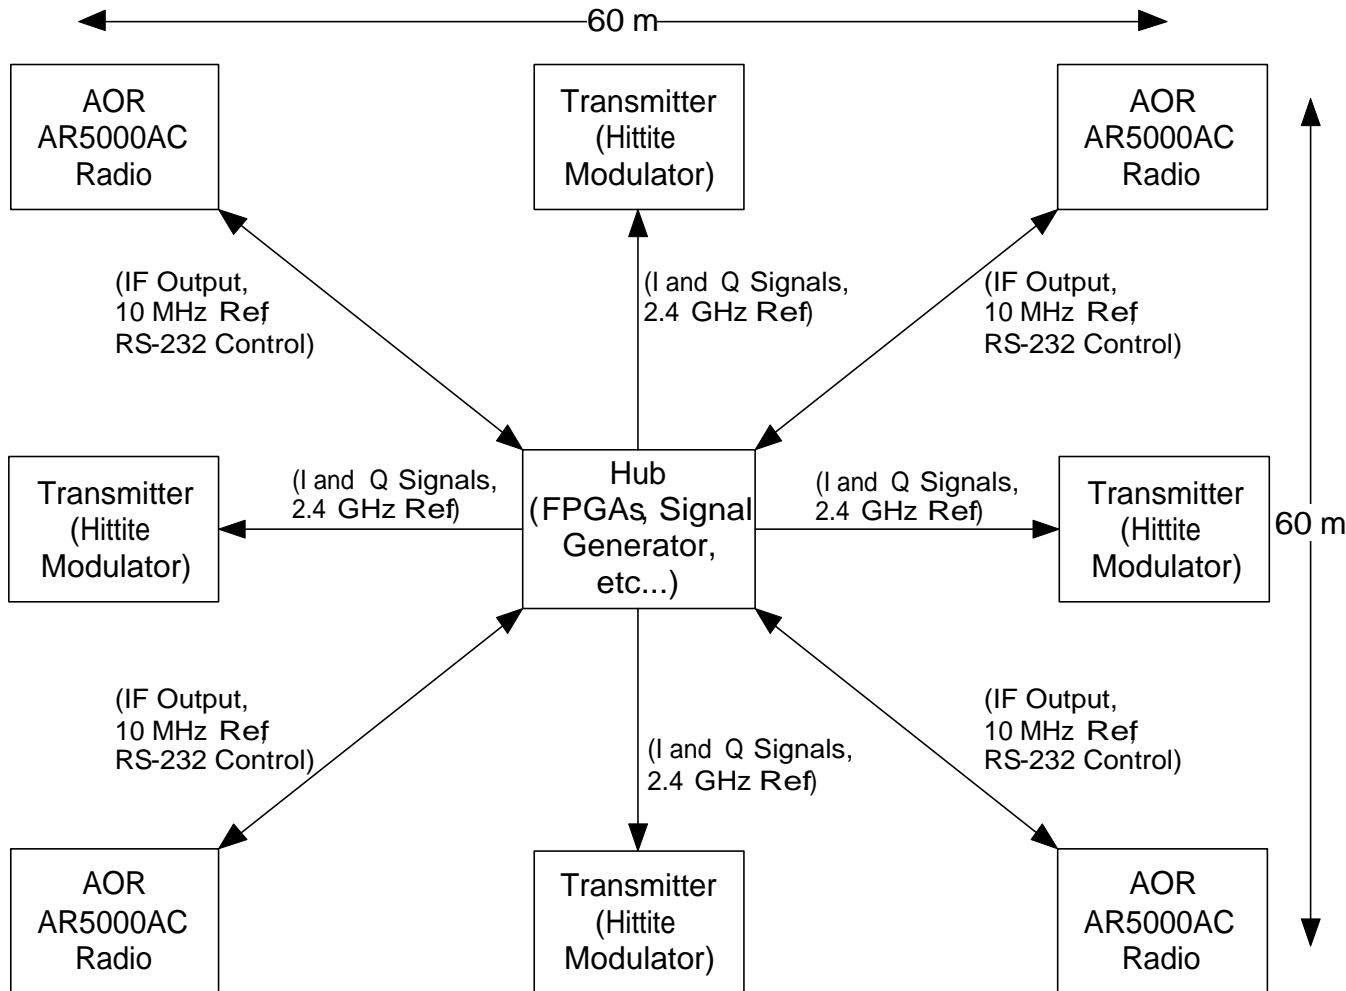 60 m
AOR
AR5000AC
Radio
Transmitter
(Hittite
Modulator)
AOR
AR5000AC
Radio
(IF Output,
10 MHz Ref,
RS-232 Control)
(I and Q Signals,
2.4 GHz Ref)
(IF Output,
10 MHz Ref,
RS-232 Control)
Transmitter
(Hittite
Modulator)
(I and Q Signals,
2.4 GHz Ref)
Hub
(FPGAs, Signal
Generator,
etc...)
(I and Q Signals,
2.4 GHz Ref)
Transmitter
(Hittite
Modulator)
60 m
(IF Output,
10 MHz Ref,
RS-232 Control)
(I and Q Signals,
2.4 GHz Ref)
(IF Output,
10 MHz Ref,
RS-232 Control)
AOR
AR5000AC
Radio
Transmitter
(Hittite
Modulator)
AOR
AR5000AC
Radio